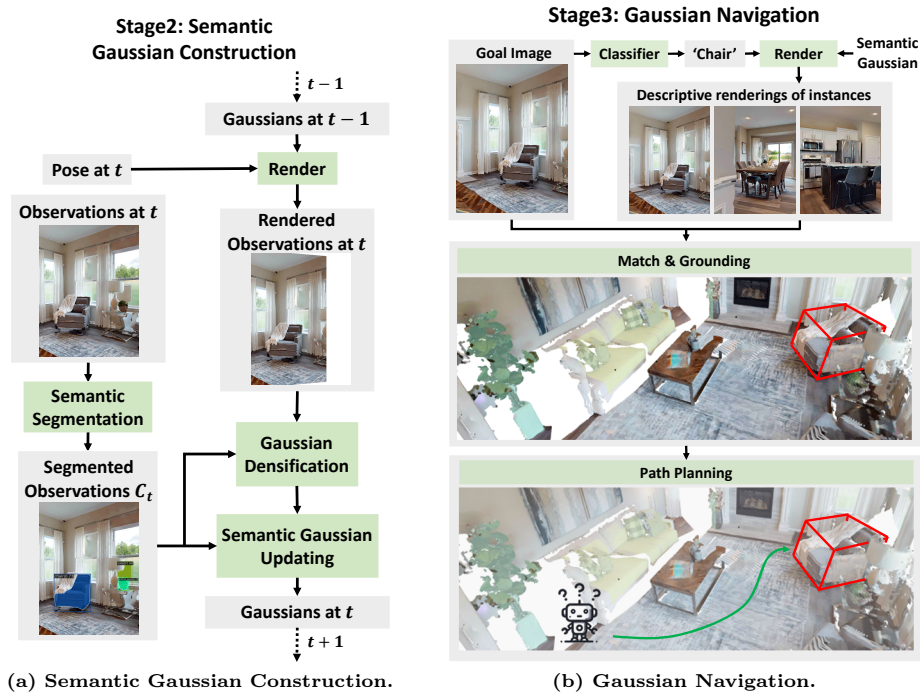 Stage2: Semantic
Gaussian Construction
t − 1
Gaussians at t − 1
Pose at t
Render
Observations at t
Rendered
Observations at t
Semantic
Segmentation
Gaussian
Densification
Segmented
Observations C_t
Semantic Gaussian
Updating
Gaussians at t
t + 1
(a) Semantic Gaussian Construction.
Stage3: Gaussian Navigation
Goal Image
Classifier
‘Chair’
Render
Semantic
Gaussian
Descriptive renderings of instances
Match & Grounding
Path Planning
? ? ?
(b) Gaussian Navigation.